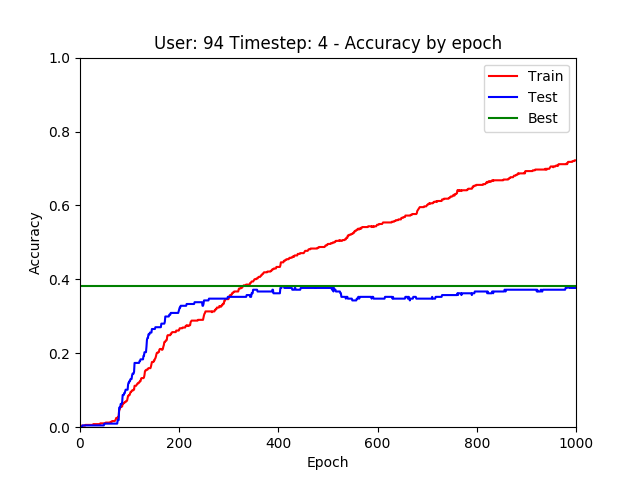 User: 94 Timestep: 4 - Accuracy by epoch
1.0
0.8
0.6
0.4
0.2
0.0
Accuracy
Train
Test
Best
0 200 400 600 800 1000
Epoch